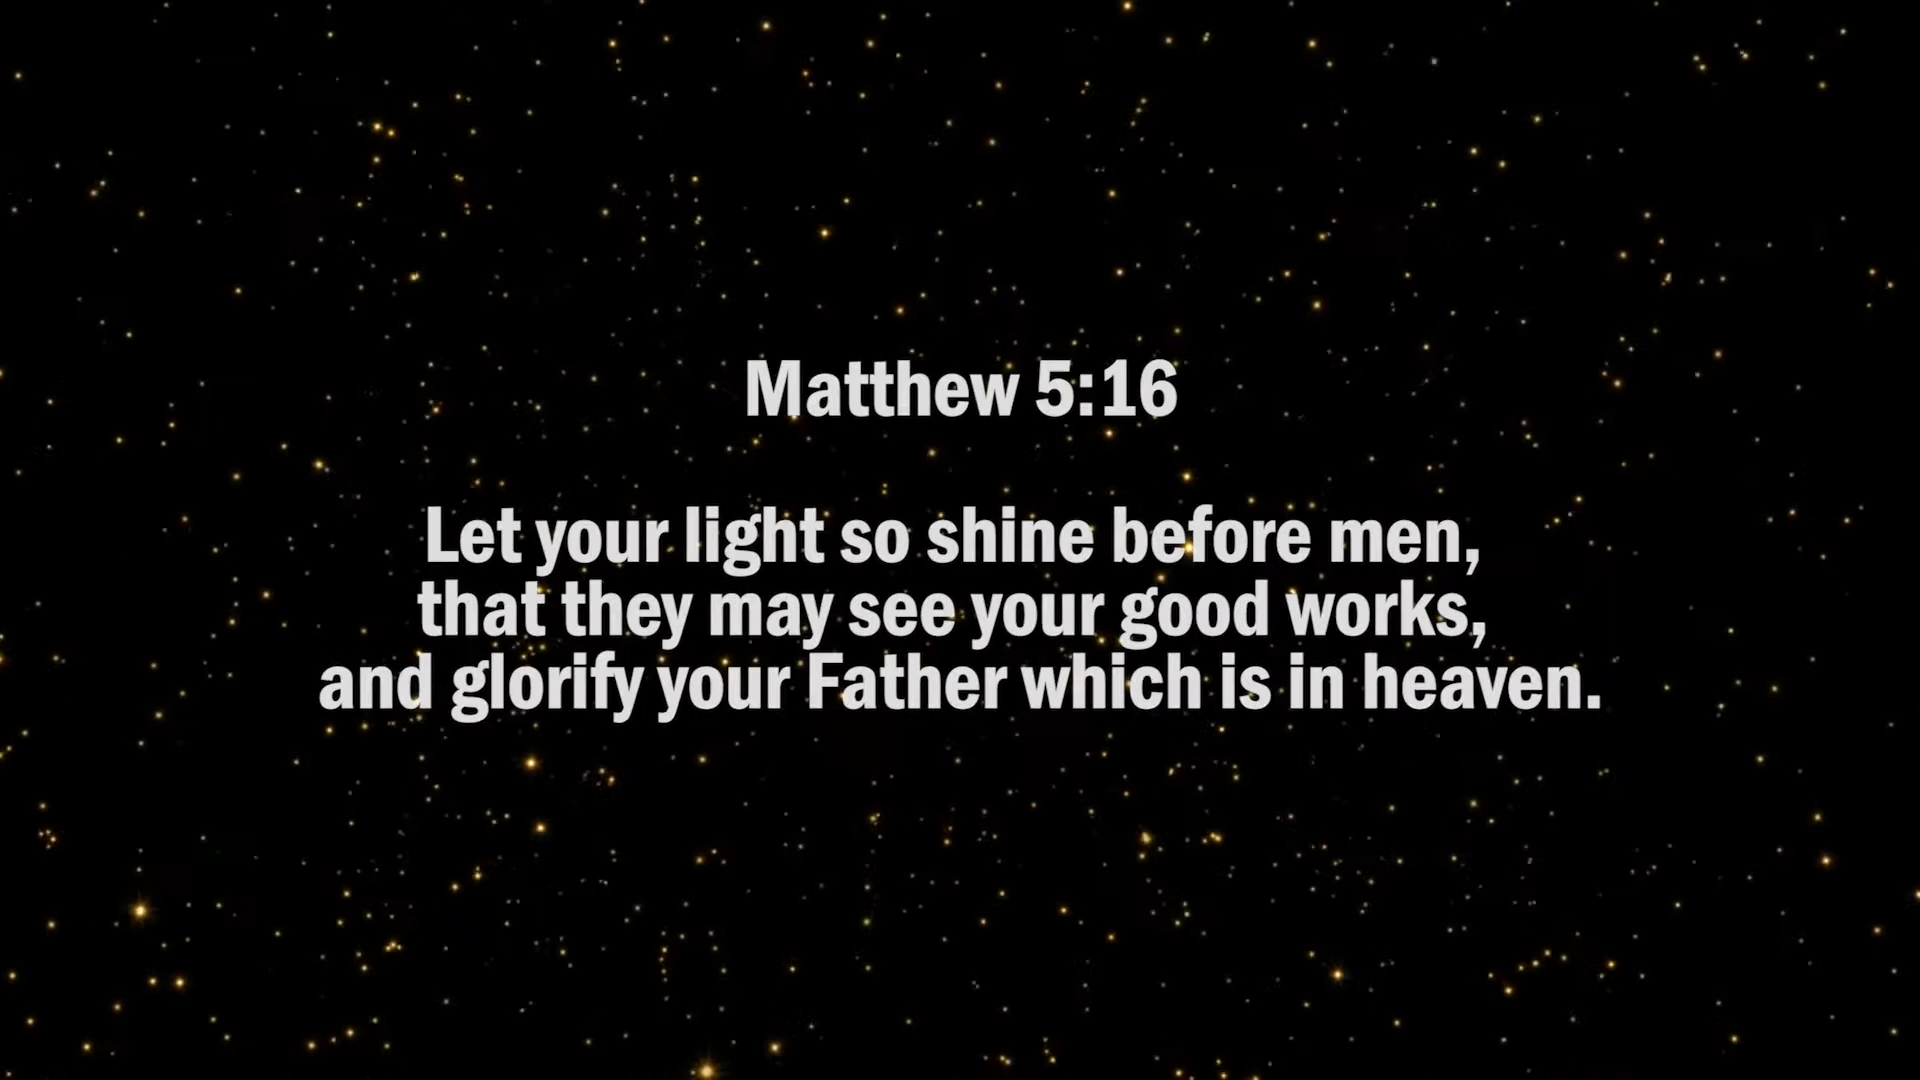 Matthew 5:16
Let your light so shine before men,
that they may see your good works,
and glorify your Father which is in heaven.